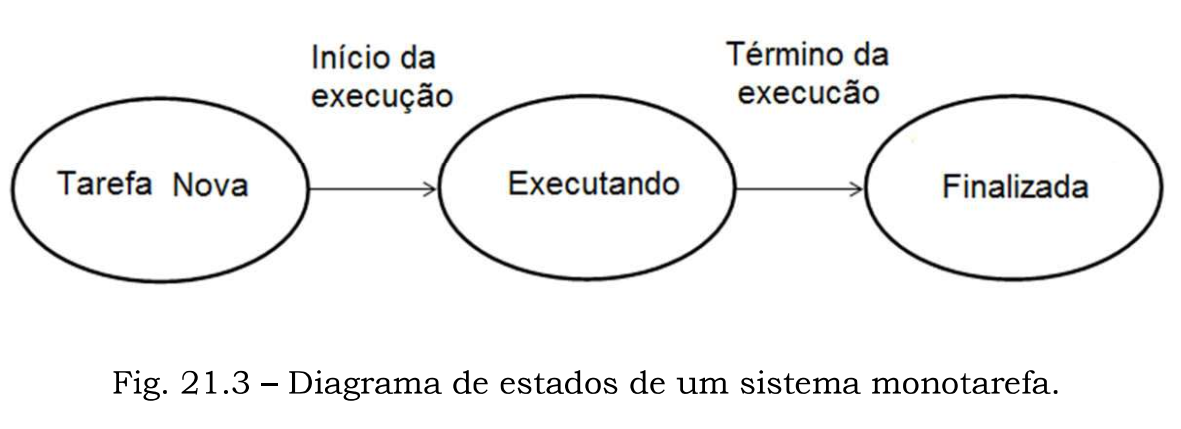 Início da
execução
Término da
execucão
Tarefa Nova
Executando
Finalizada
Fig. 21.3 – Diagrama de estados de um sistema monotarefa.